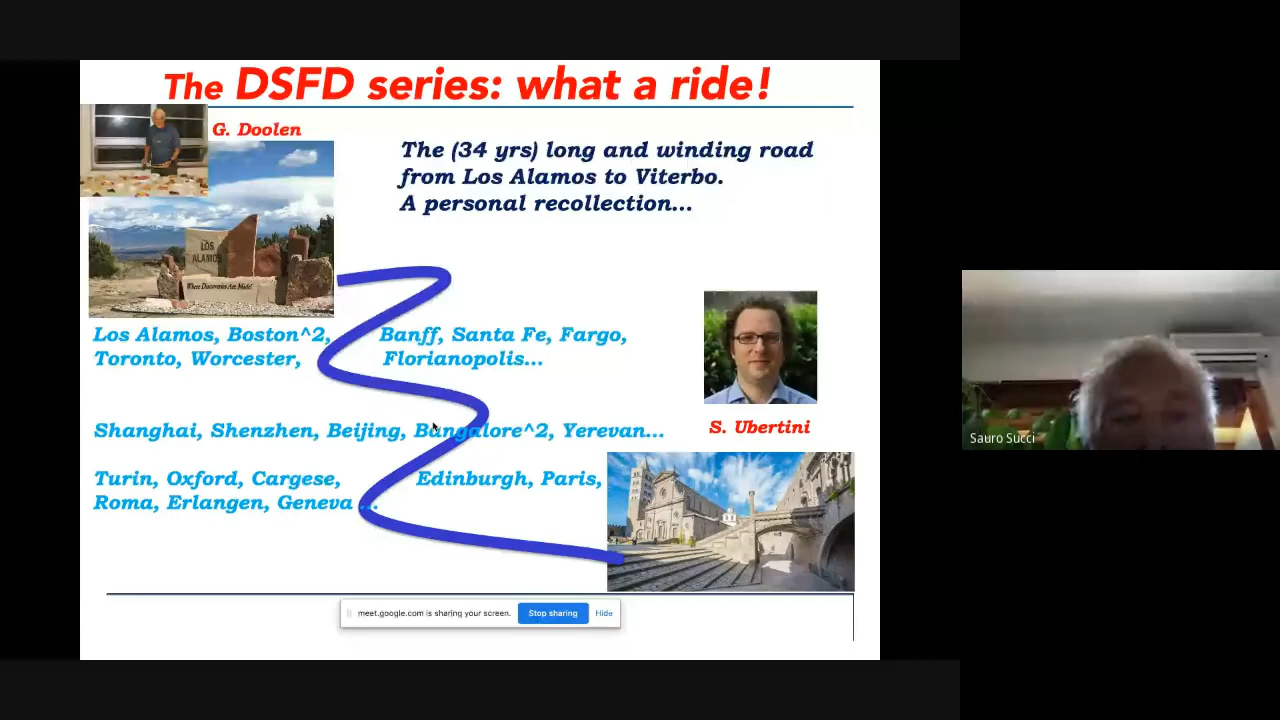 The DSFD series: what a ride!
G. Doolen
The (34 yrs) long and winding road
from Los Alamos to Viterbo.
A personal recollection...
LOS
ALAMOS
Where Discoveries Are Made!
Los Alamos, Boston^2, Banff, Santa Fe, Fargo,
Toronto, Worcester, Florianopolis...
Shanghai, Shenzhen, Beijing, Bangalore^2, Yerevan...
S. Ubertini
Turin, Oxford, Cargese, Edinburgh, Paris,
Roma, Erlangen, Geneva ...
meet.google.com is sharing your screen. Stop sharing Hide
Sauro Succi